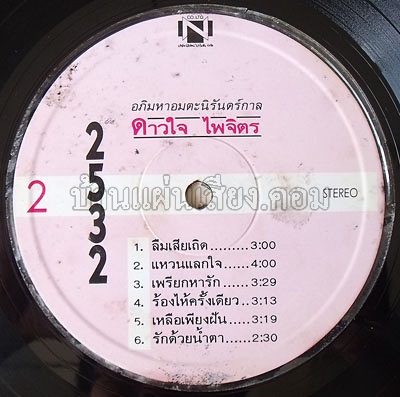 CO.,LTD.
N
อภิมหาอมตะนิรันดร์กาล
ดาวใจ ไพจิตร
2532
2
บ้านแผ่นเสียง.คอม
STEREO
1. ลืมเสียเถิด.........3:00
2. แหวนแลกใจ........4:00
3. เพรียกหารัก.......3:29
4. ร้องไห้ครั้งเดียว..3:13
5. เหลือเพียงฝัน.....3:19
6. รักด้วยน้ำตา......2:30